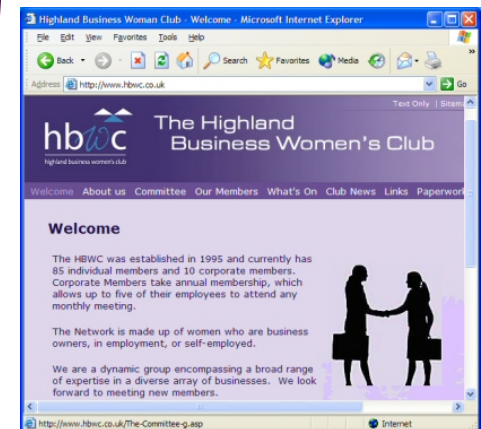 Highland Business Woman Club - Welcome - Microsoft Internet Explorer
File Edit View Favorites Tools Help
Back Search Favorites Media
Address http://www.hbwc.co.uk Go
Text Only | Sitema
hbwc
highland business women's club
The Highland
Business Women's Club
Welcome About us Committee Our Members What's On Club News Links Paperwork
Welcome
The HBWC was established in 1995 and currently has
85 individual members and 10 corporate members.
Corporate Members take annual membership, which
allows up to five of their employees to attend any
monthly meeting.
The Network is made up of women who are business
owners, in employment, or self-employed.
We are a dynamic group encompassing a broad range
of expertise in a diverse array of businesses. We look
forward to meeting new members.
http://www.hbwc.co.uk/The-Committee-g.asp Internet